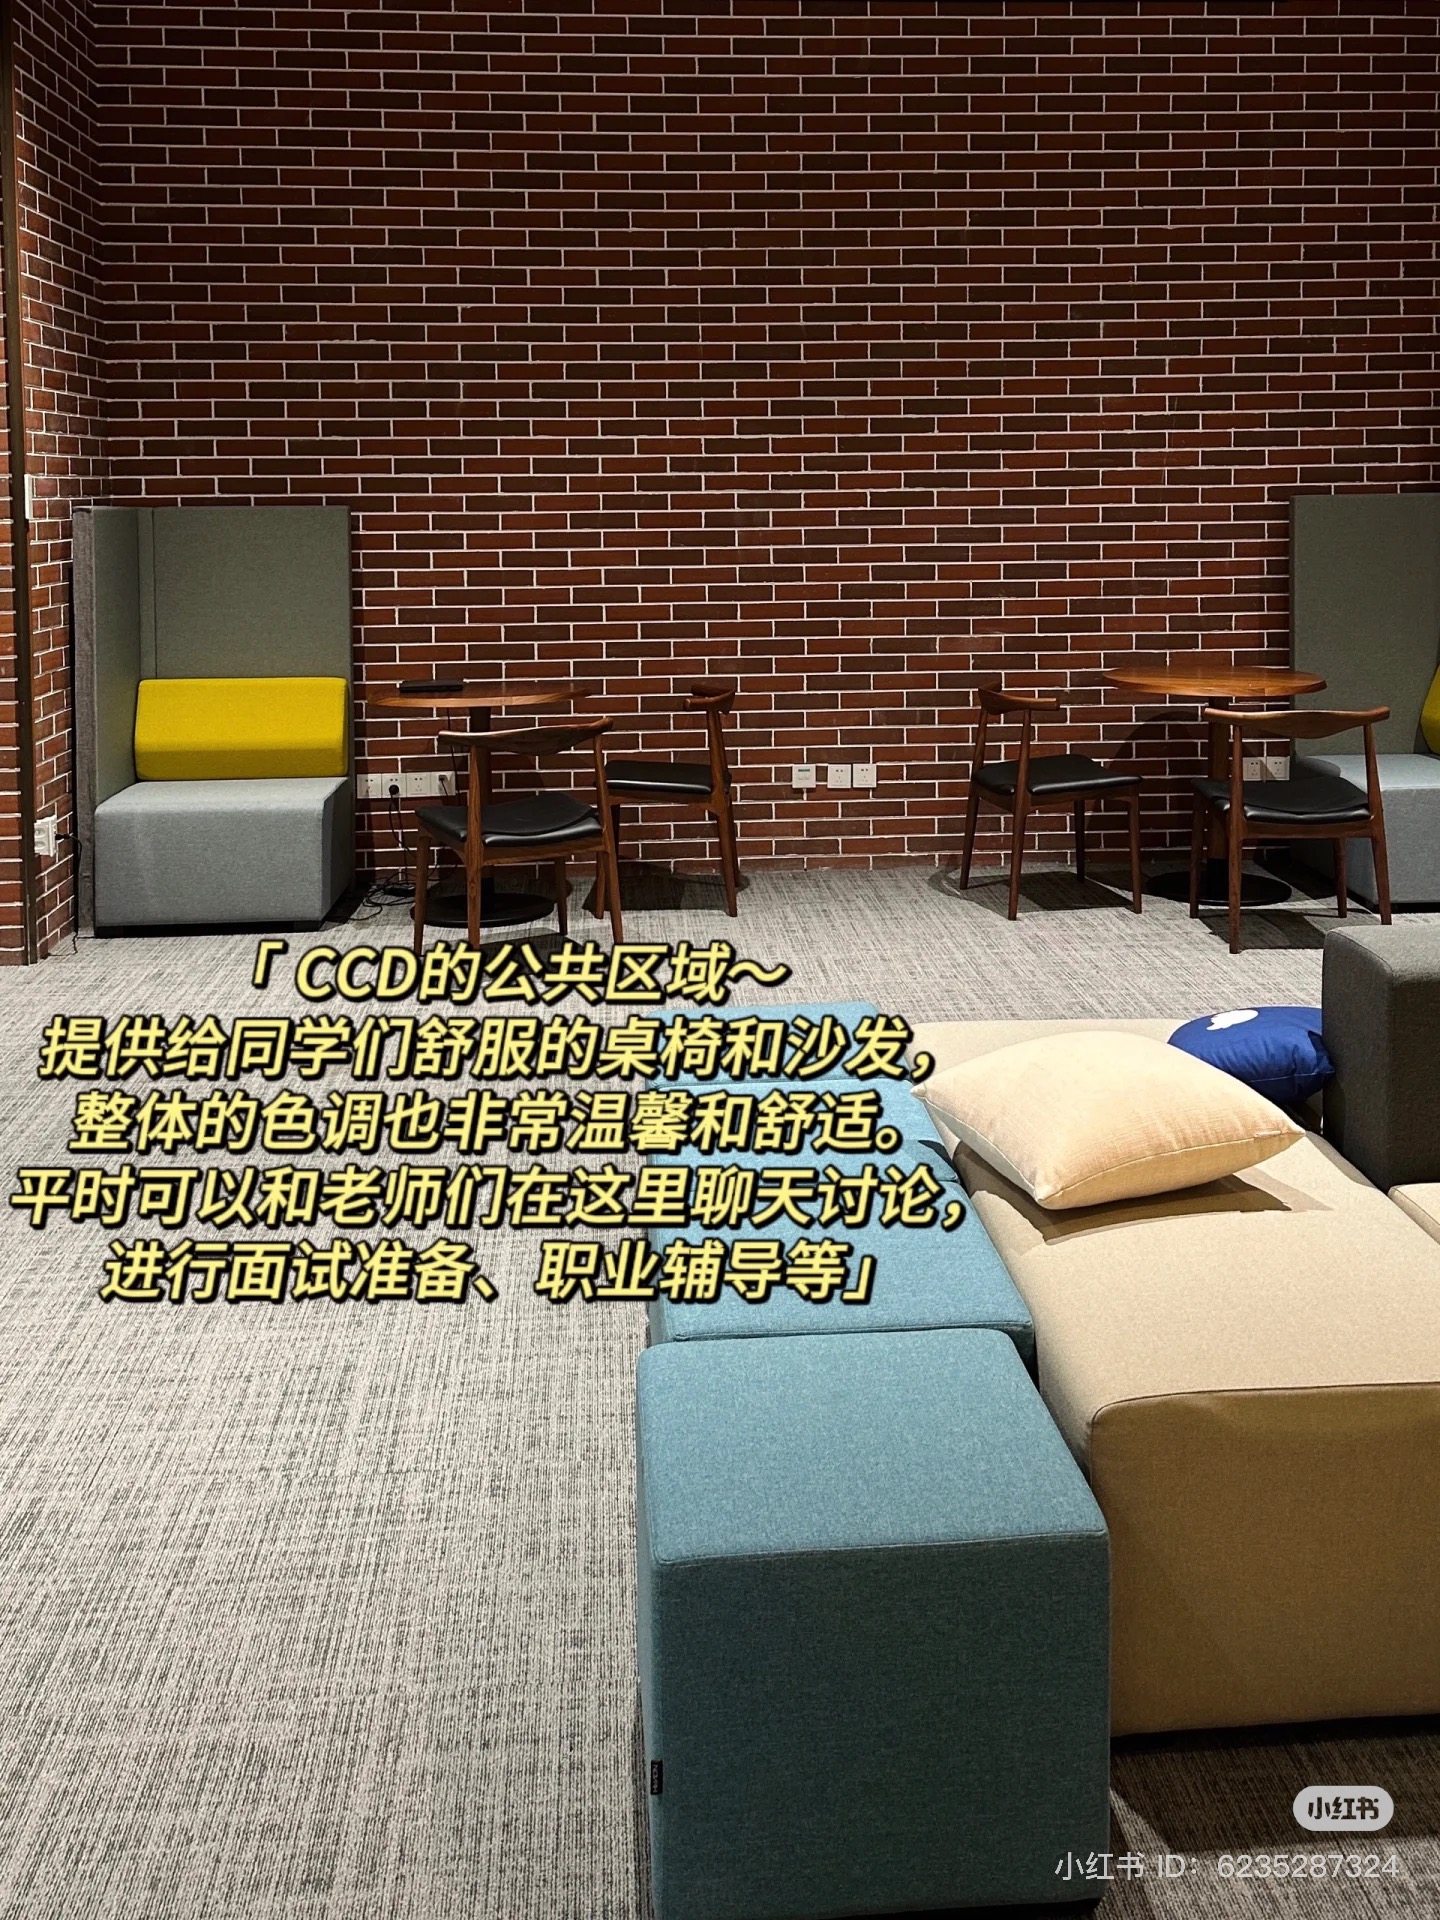 「 CCD的公共区域～
提供给同学们舒服的桌椅和沙发，
整体的色调也非常温馨和舒适。
平时可以和老师们在这里聊天讨论，
进行面试准备、职业辅导等」
小红书
小红书 ID：6235287324